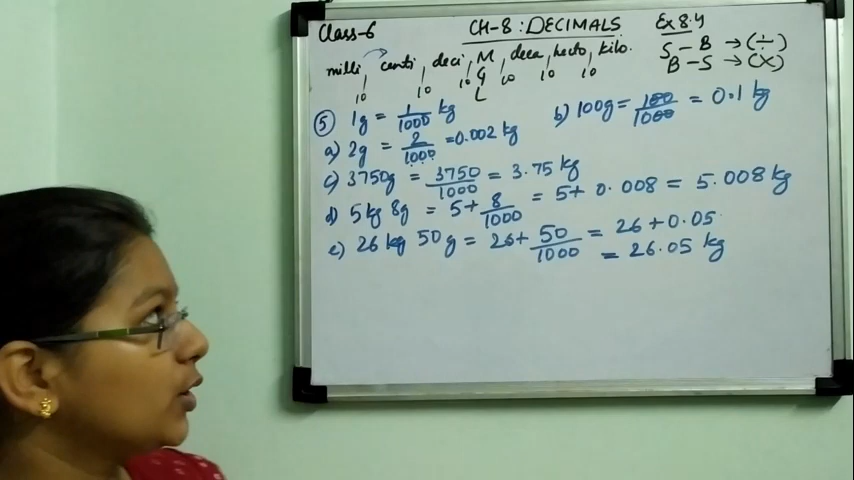 Class-6 CH-8 : DECIMALS Ex 8.4
milli centi deci M deca hecto kilo. S - B → (÷)
10 10 10 G 10 10 10 B - S → (×)
L
5 1g = 1/1000 kg b) 100g = 100/1000 = 0.1 kg
a) 2g = 2/1000 = 0.002 kg
c) 3750g = 3750/1000 = 3.75 kg
d) 5 kg 8g = 5 + 8/1000 = 5 + 0.008 = 5.008 kg
e) 26 kg 50 g = 26 + 50/1000 = 26 + 0.05
= 26.05 kg